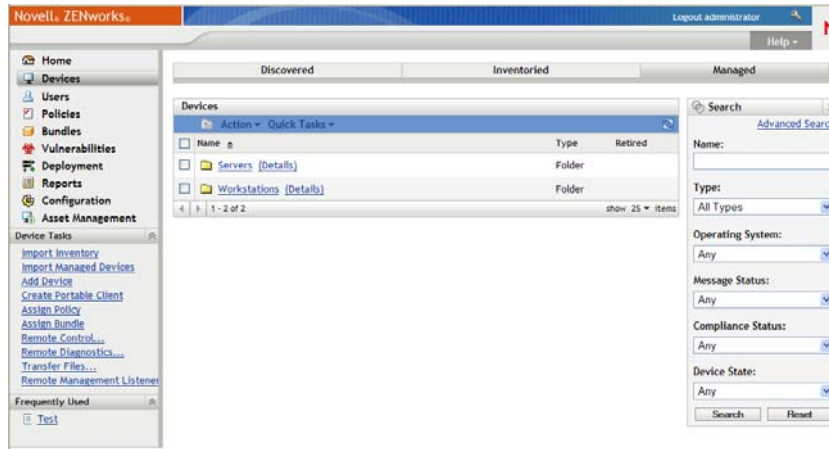 Novell® ZENworks®
Logout administrator
Help
Home
Devices
Users
Policies
Bundles
Vulnerabilities
Deployment
Reports
Configuration
Asset Management
Device Tasks
Import Inventory
Import Managed Devices
Add Device
Create Portable Client
Assign Policy
Assign Bundle
Remote Control...
Remote Diagnostics...
Transfer Files...
Remote Management Listener
Frequently Used
Test
Discovered Inventoried Managed
Devices
Action Quick Tasks
Name Type Retired
Servers (Details) Folder
Workstations (Details) Folder
1 - 2 of 2 show 25 items
Search
Advanced Searc
Name:
Type:
All Types
Operating System:
Any
Message Status:
Any
Compliance Status:
Any
Device State:
Any
Search Reset